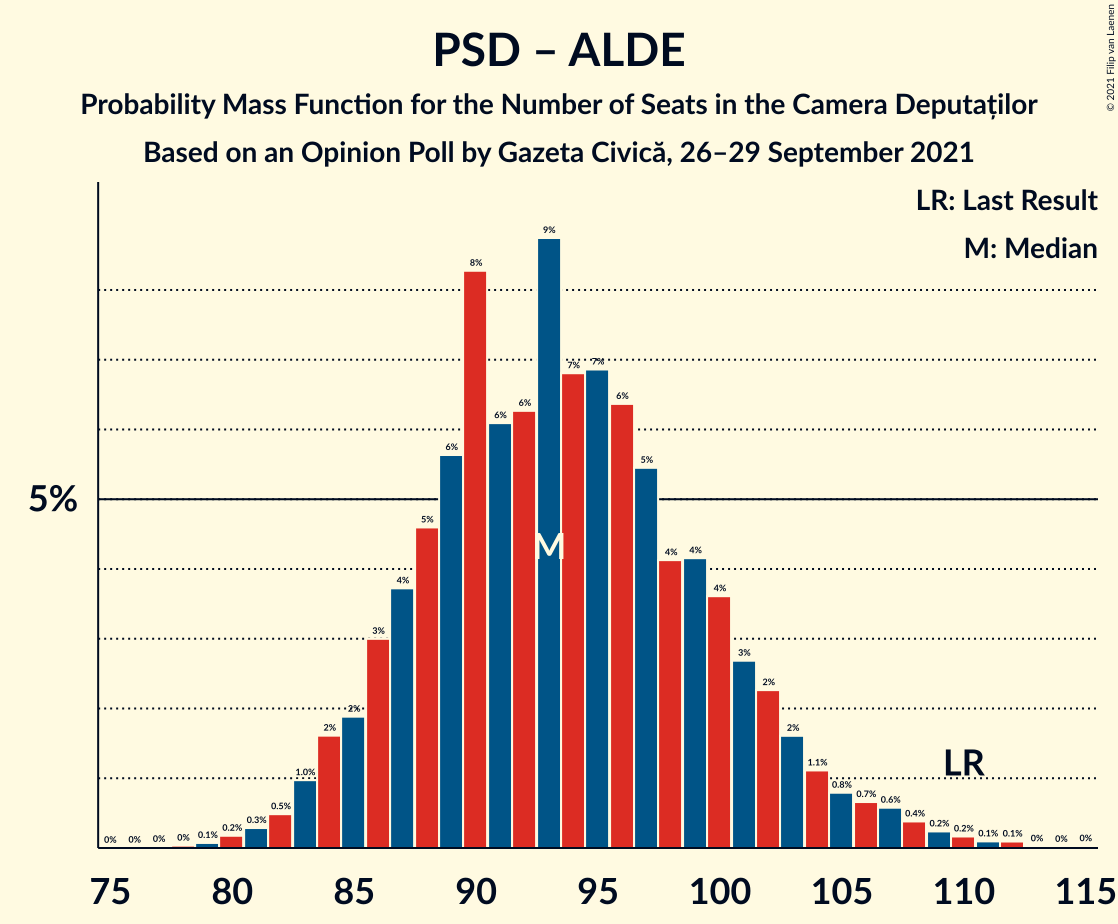 PSD – ALDE
Probability Mass Function for the Number of Seats in the Camera Deputaților
Based on an Opinion Poll by Gazeta Civică, 26–29 September 2021
© 2021 Filip van Laenen
LR: Last Result
M: Median
5%
0% 0% 0% 0% 0.1% 0.2% 0.3% 0.5% 1.0% 2% 2% 3% 4% 5% 6% 8% 6% 6% 9% 7% 7% 6% 5% 4% 4% 4% 3% 2% 2% 1.1% 0.8% 0.7% 0.6% 0.4% 0.2% 0.2% 0.1% 0.1% 0% 0% 0%
M
LR
75 80 85 90 95 100 105 110 115